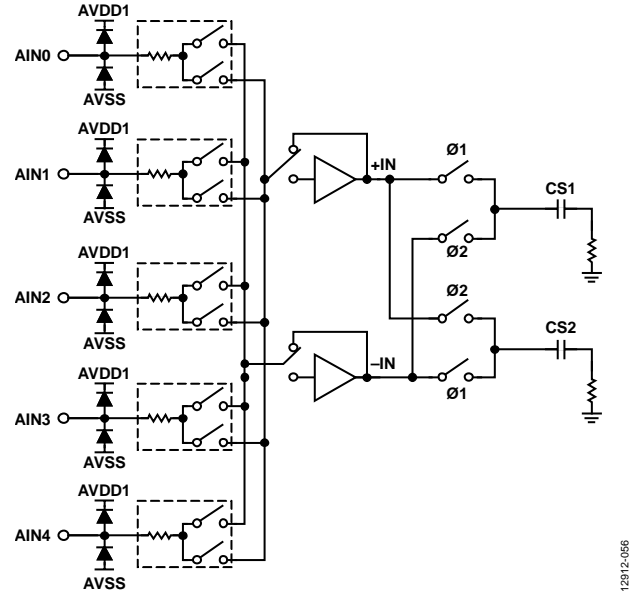 AVDD1
AIN0
AVSS
AVDD1
Ø1
+IN
CS1
AIN1
AVSS
Ø2
AVDD1
Ø2
AIN2
CS2
AVSS
–IN
AVDD1
Ø1
AIN3
AVSS
AVDD1
AIN4
AVSS
12912-056